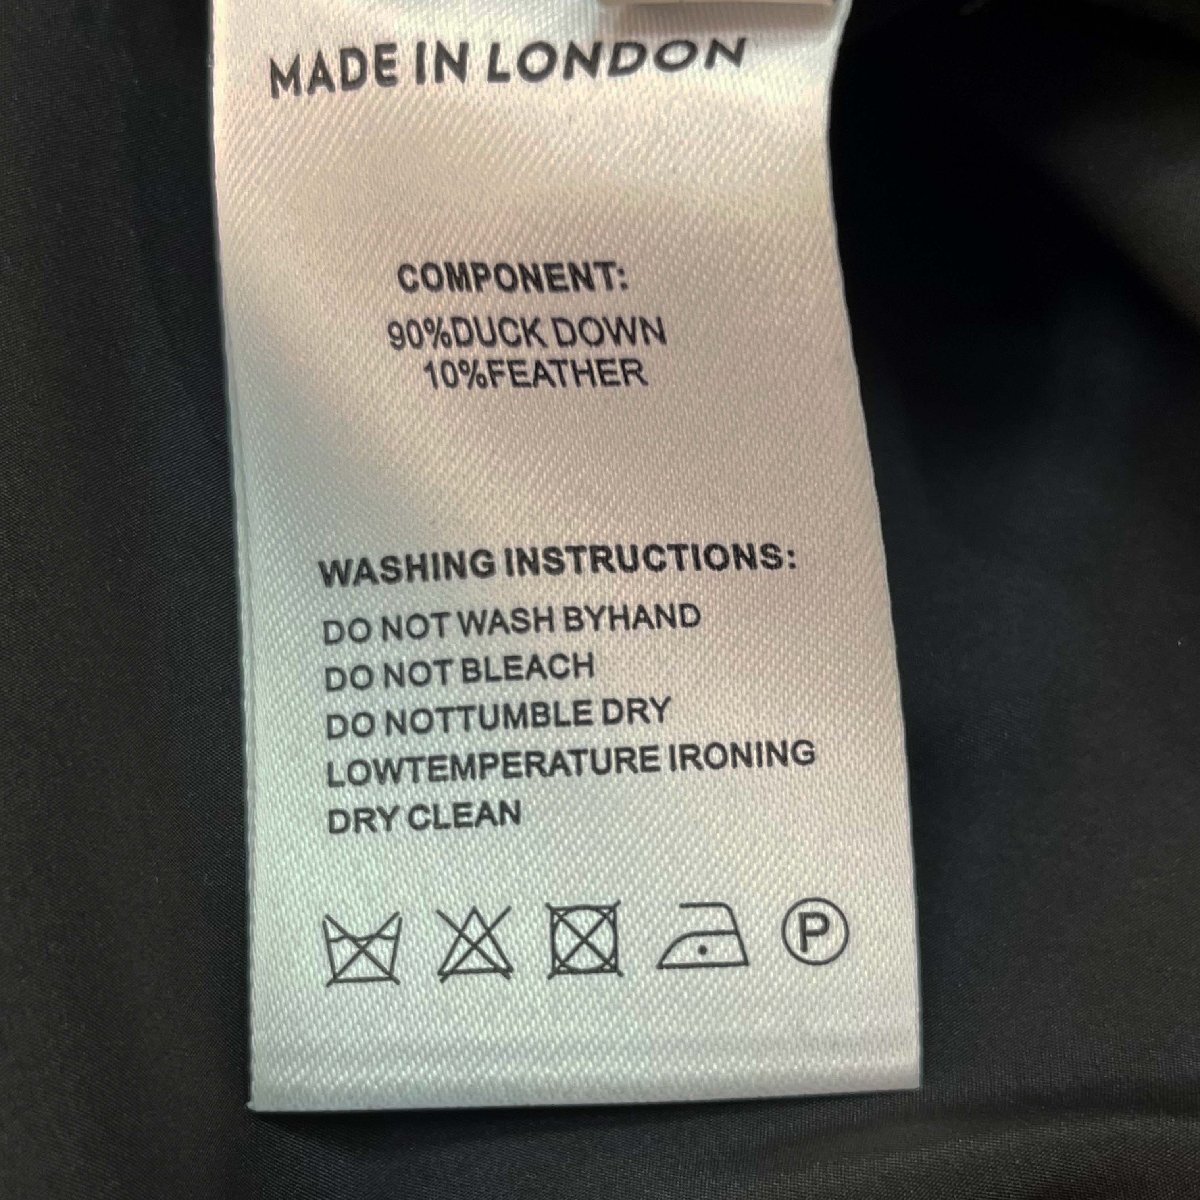 MADE IN LONDON
COMPONENT:
90%DUCK DOWN
10%FEATHER
WASHING INSTRUCTIONS:
DO NOT WASH BYHAND
DO NOT BLEACH
DO NOTTUMBLE DRY
LOWTEMPERATURE IRONING
DRY CLEAN
P